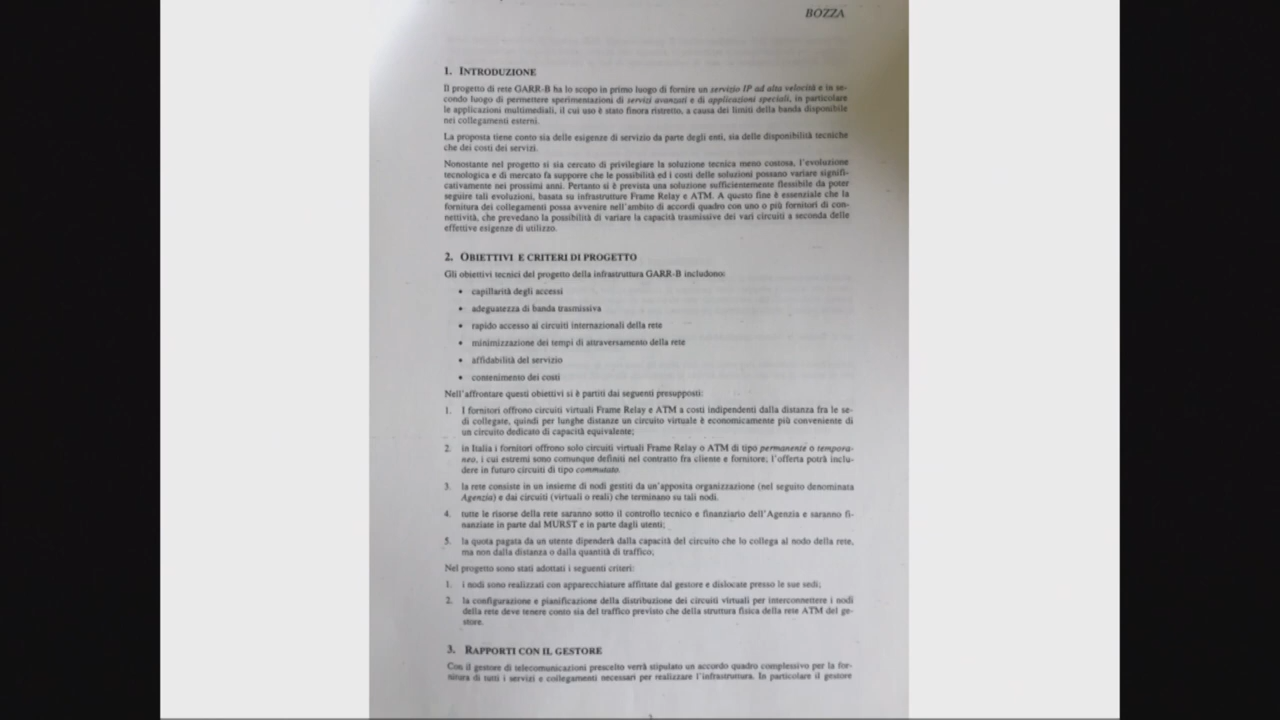 BOZZA
1. INTRODUZIONE
Il progetto di rete GARR-B ha lo scopo in primo luogo di fornire un servizio IP ad alta velocità e in se-
condo luogo di permettere sperimentazioni di servizi avanzati e di applicazioni speciali, in particolare
le applicazioni multimediali, il cui uso è stato finora ristretto, a causa dei limiti della banda disponibile
nei collegamenti esterni.
La proposta tiene conto sia delle esigenze di servizio da parte degli enti, sia delle disponibilità tecniche
che dei costi dei servizi.
Nonostante nel progetto si sia cercato di privilegiare la soluzione tecnica meno costosa, l'evoluzione
tecnologica e di mercato fa supporre che le possibilità ed i costi delle soluzioni possano variare signifi-
cativamente nei prossimi anni. Pertanto si è prevista una soluzione sufficientemente flessibile da poter
seguire tali evoluzioni, basata su infrastrutture Frame Relay e ATM. A questo fine è essenziale che la
fornitura dei collegamenti possa avvenire nell'ambito di accordi quadro con uno o più fornitori di con-
nettività, che prevedano la possibilità di variare la capacità trasmissive dei vari circuiti a seconda delle
effettive esigenze di utilizzo.
2. OBIETTIVI E CRITERI DI PROGETTO
Gli obiettivi tecnici del progetto della infrastruttura GARR-B includono:
• capillarità degli accessi
• adeguatezza di banda trasmissiva
• rapido accesso ai circuiti internazionali della rete
• minimizzazione dei tempi di attraversamento della rete
• affidabilità del servizio
• contenimento dei costi
Nell'affrontare questi obiettivi si è partiti dai seguenti presupposti:
1. I fornitori offrono circuiti virtuali Frame Relay e ATM a costi indipendenti dalla distanza fra le se-
di collegate, quindi per lunghe distanze un circuito virtuale è economicamente più conveniente di
un circuito dedicato di capacità equivalente;
2. in Italia i fornitori offrono solo circuiti virtuali Frame Relay o ATM di tipo permanente o tempora-
neo, i cui estremi sono comunque definiti nel contratto fra cliente e fornitore; l'offerta potrà inclu-
dere in futuro circuiti di tipo commutato.
3. la rete consiste in un insieme di nodi gestiti da un'apposita organizzazione (nel seguito denominata
Agenzia) e dai circuiti (virtuali o reali) che terminano su tali nodi.
4. tutte le risorse della rete saranno sotto il controllo tecnico e finanziario dell'Agenzia e saranno fi-
nanziate in parte dal MURST e in parte dagli utenti;
5. la quota pagata da un utente dipenderà dalla capacità del circuito che lo collega al nodo della rete,
ma non dalla distanza o dalla quantità di traffico;
Nel progetto sono stati adottati i seguenti criteri:
1. i nodi sono realizzati con apparecchiature affittate dal gestore e dislocate presso le sue sedi;
2. la configurazione e pianificazione della distribuzione dei circuiti virtuali per interconnettere i nodi
della rete deve tenere conto sia del traffico previsto che della struttura fisica della rete ATM del ge-
store.
3. RAPPORTI CON IL GESTORE
Con il gestore di telecomunicazioni prescelto verrà stipulato un accordo quadro complessivo per la for-
nitura di tutti i servizi e collegamenti necessari per realizzare l'infrastruttura. In particolare il gestore